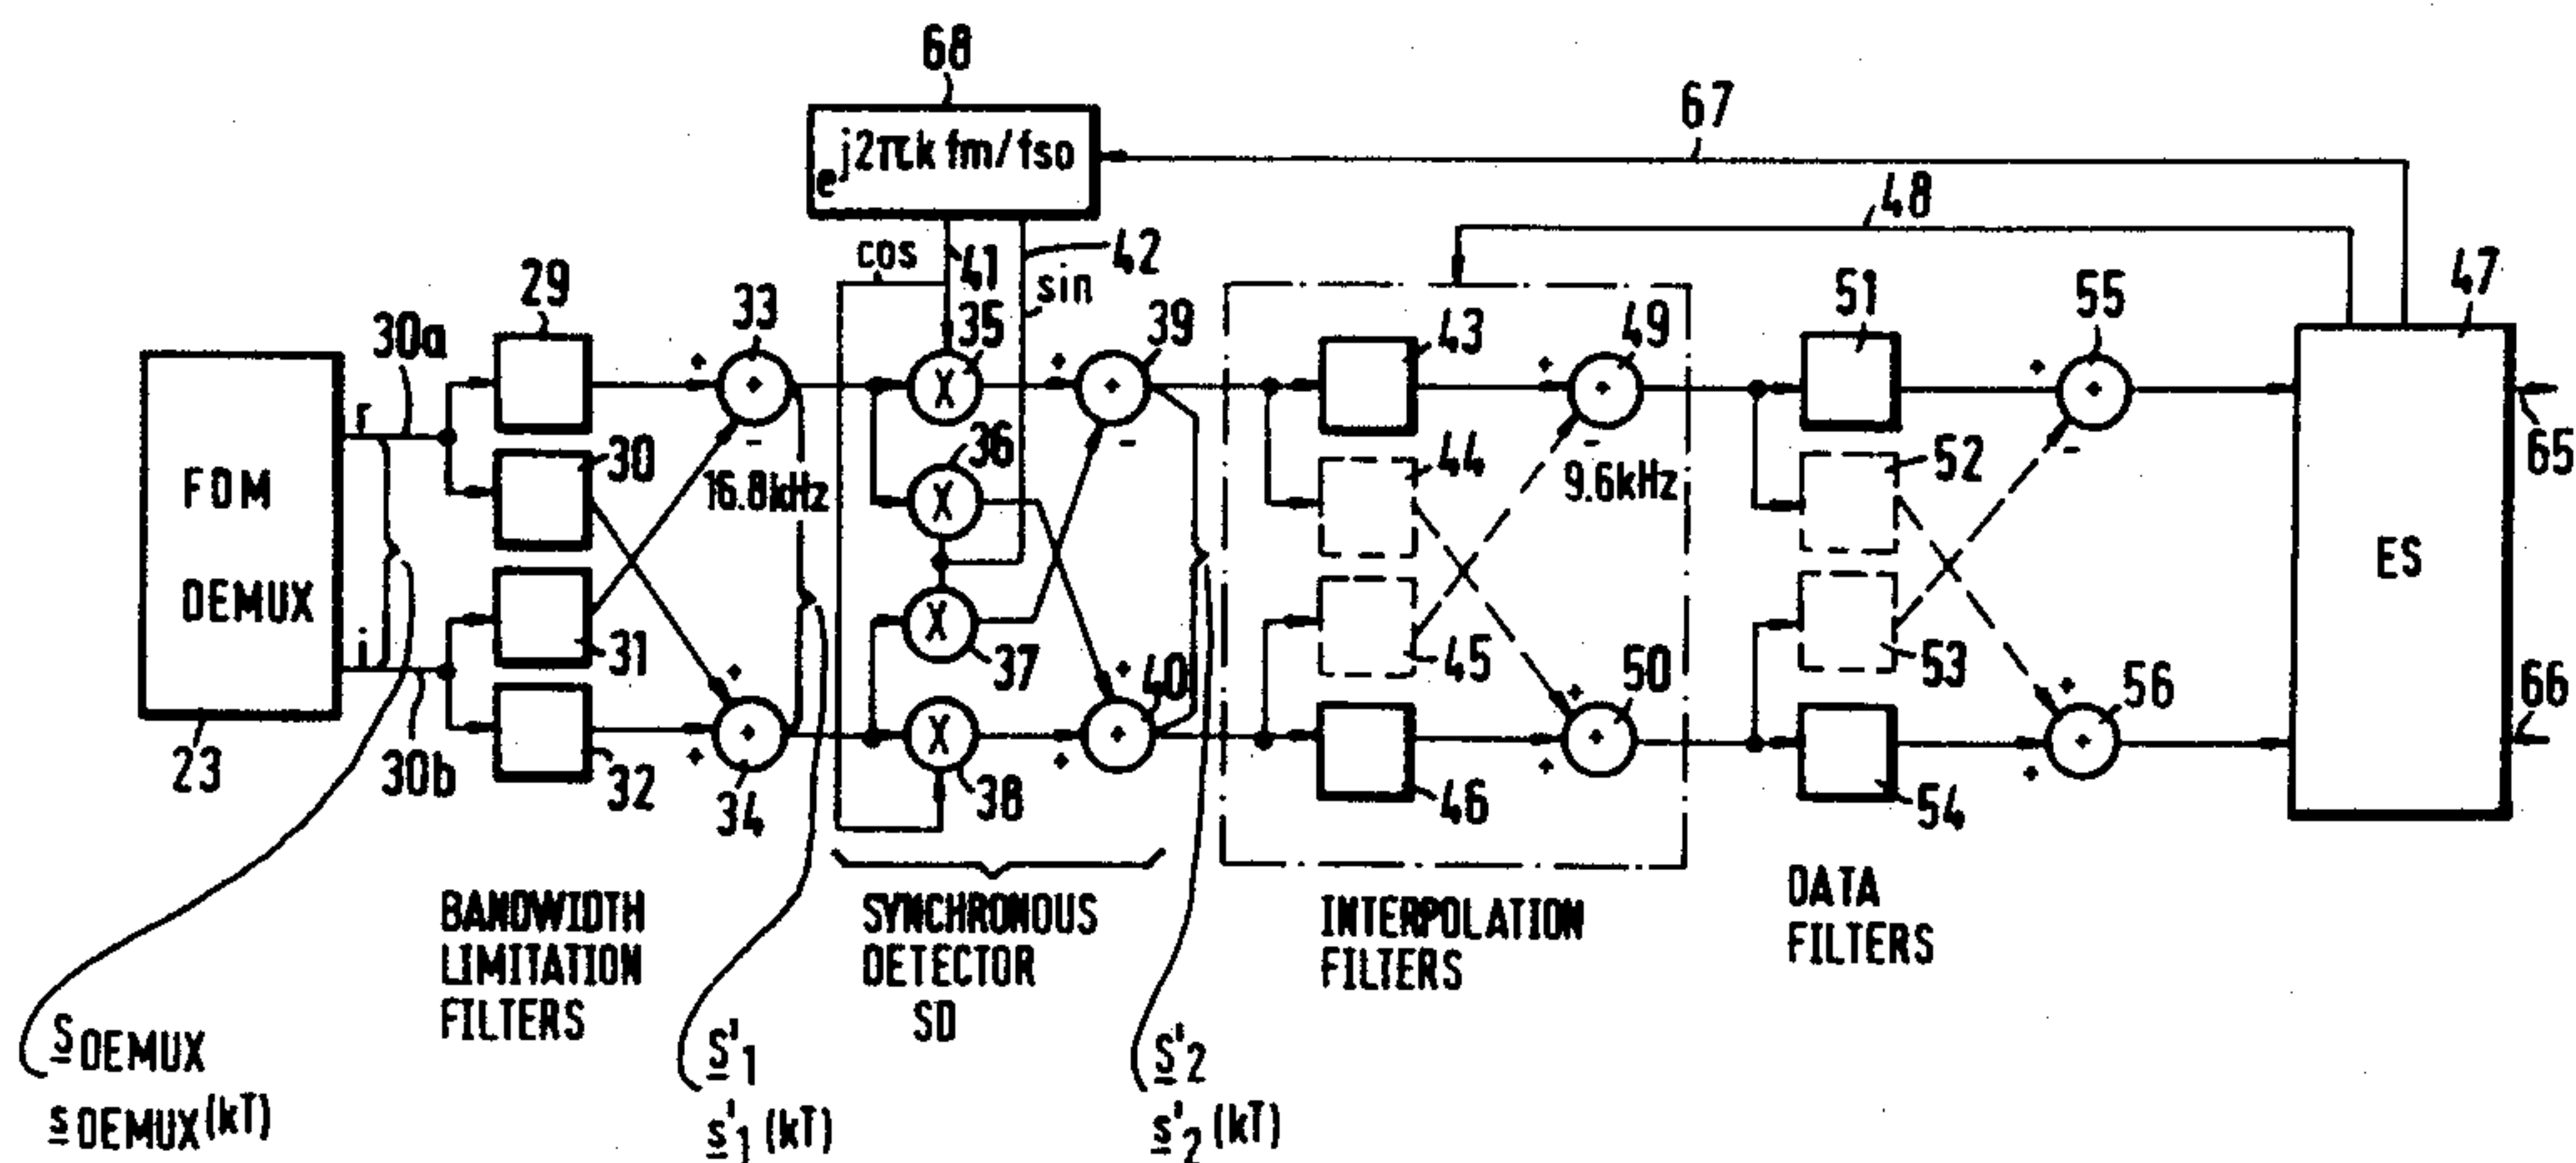 68
e j2πk fm/fso
67
48
cos
41
42
sin
29
30a
r
33
35
39
43
49
51
55
47
+
+
-
+
+
-
+
+
-
+
+
-
FDM
DEMUX
30
16.8kHz
36
44
9.6kHz
52
65
ES
i
31
37
45
53
50
40
56
66
+
+
+
+
+
+
+
+
+
+
+
+
X
X
X
X
23
30b
32
34
38
46
54
BANDWIDTH
LIMITATION
FILTERS
SYNCHRONOUS
DETECTOR
SD
INTERPOLATION
FILTERS
DATA
FILTERS
S DEMUX
s DEMUX (kT)
S'1
s'1 (kT)
S'2
s'2 (kT)